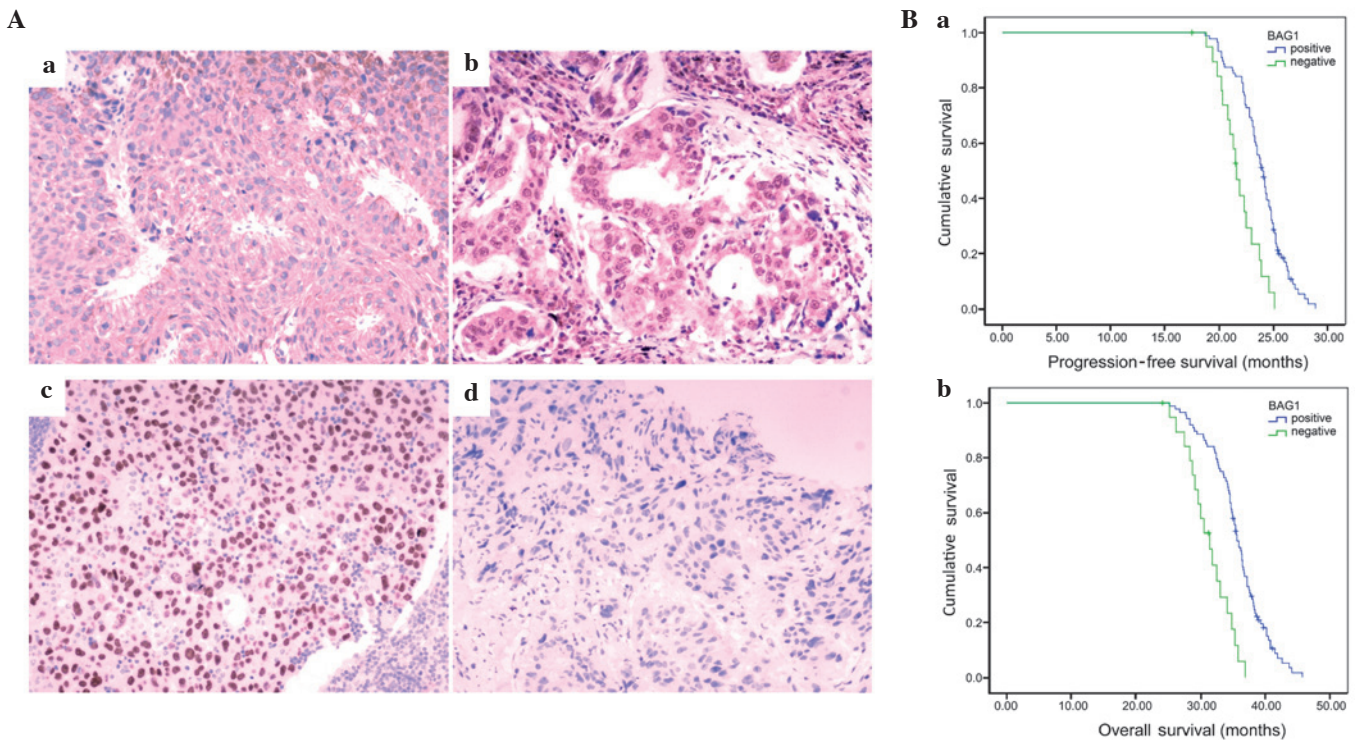 A
a
b
c
d
B a
BAG1
positive
negative
Cumulative survival
1.0
0.8
0.6
0.4
0.2
0.0
0.00
5.00
10.00
15.00
20.00
25.00
30.00
Progression-free survival (months)
b
BAG1
positive
negative
Cumulative survival
1.0
0.8
0.6
0.4
0.2
0.0
0.00
10.00
20.00
30.00
40.00
50.00
Overall survival (months)